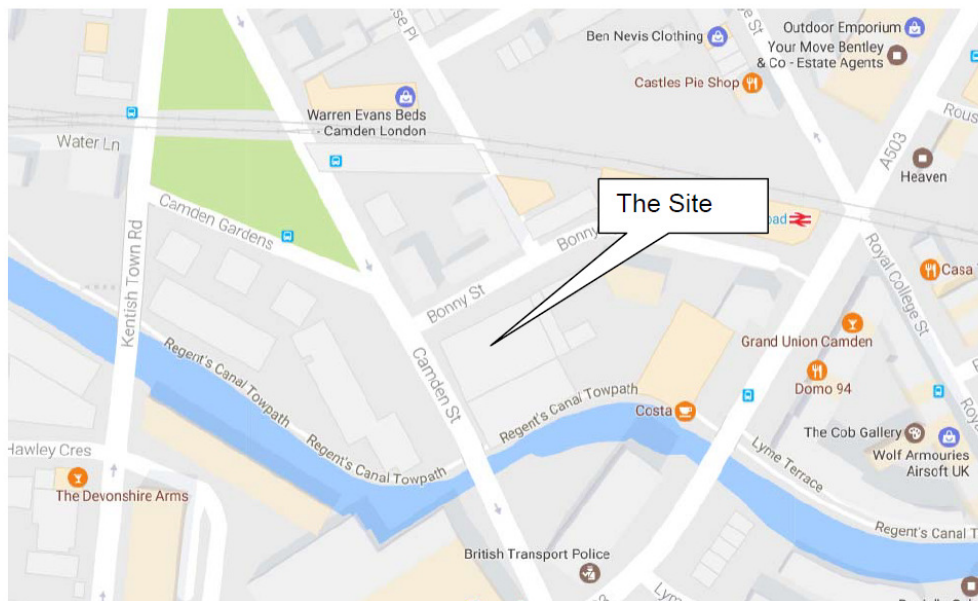 Ben Nevis Clothing
Outdoor Emporium
Your Move Bentley
& Co - Estate Agents
Castles Pie Shop
Warren Evans Beds
- Camden London
Water Ln
A503
Heaven
The Site
Camden Gardens
Kentish Town Rd
Bonny
Bonny St
Royal College St
Grand Union Camden
Domo 94
Camden St
Regent's Canal Towpath
Regent's Canal Towpath
Regent's Canal Towpath
Costa
Lyme Terrace
The Cob Gallery
Wolf Armouries
Airsoft UK
Hawley Cres
The Devonshire Arms
Regent's Canal T
British Transport Police